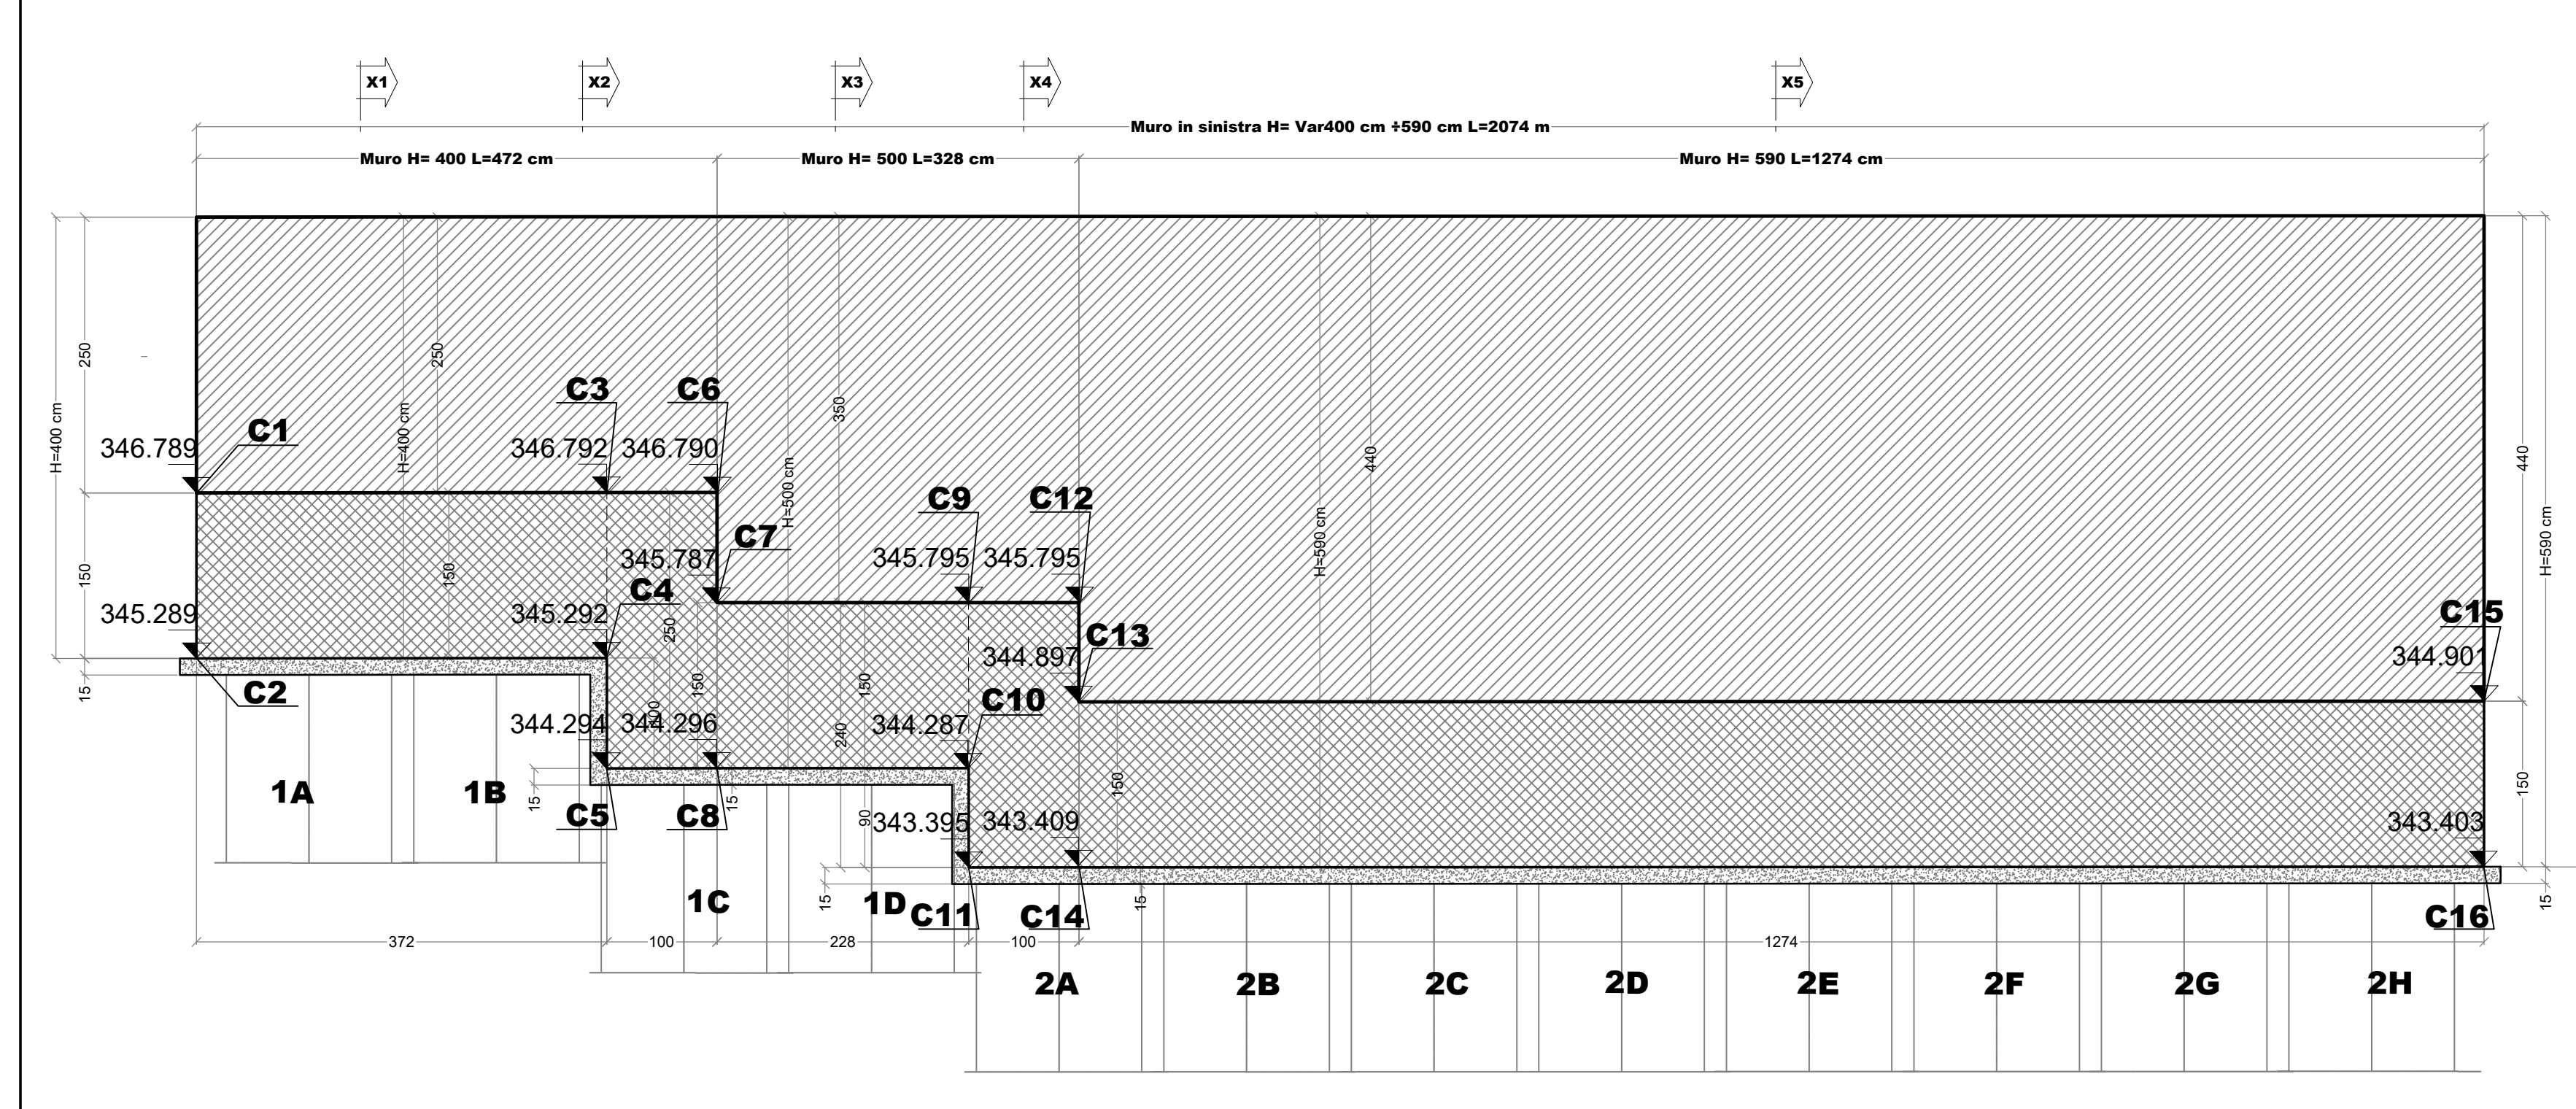 X1
X2
X3
X4
X5
Muro in sinistra H= Var400 cm ÷590 cm L=2074 m
Muro H= 400 L=472 cm
Muro H= 500 L=328 cm
Muro H= 590 L=1274 cm
250
H=400 cm
150
15
H=400 cm
250
150
350
H=500 cm
440
H=590 cm
440
H=590 cm
150
15
C1
346.789
C3
346.792
C6
346.790
C7
345.787
C9
345.795
C12
345.795
C4
345.292
345.289
C2
C13
344.897
C15
344.901
250
150
100
150
240
90
150
C10
344.294
344.296
344.287
15
C5
C8
15
343.395
343.409
343.403
15
C11
C14
15
C16
1A
1B
1C
1D
372
100
228
100
1274
2A
2B
2C
2D
2E
2F
2G
2H